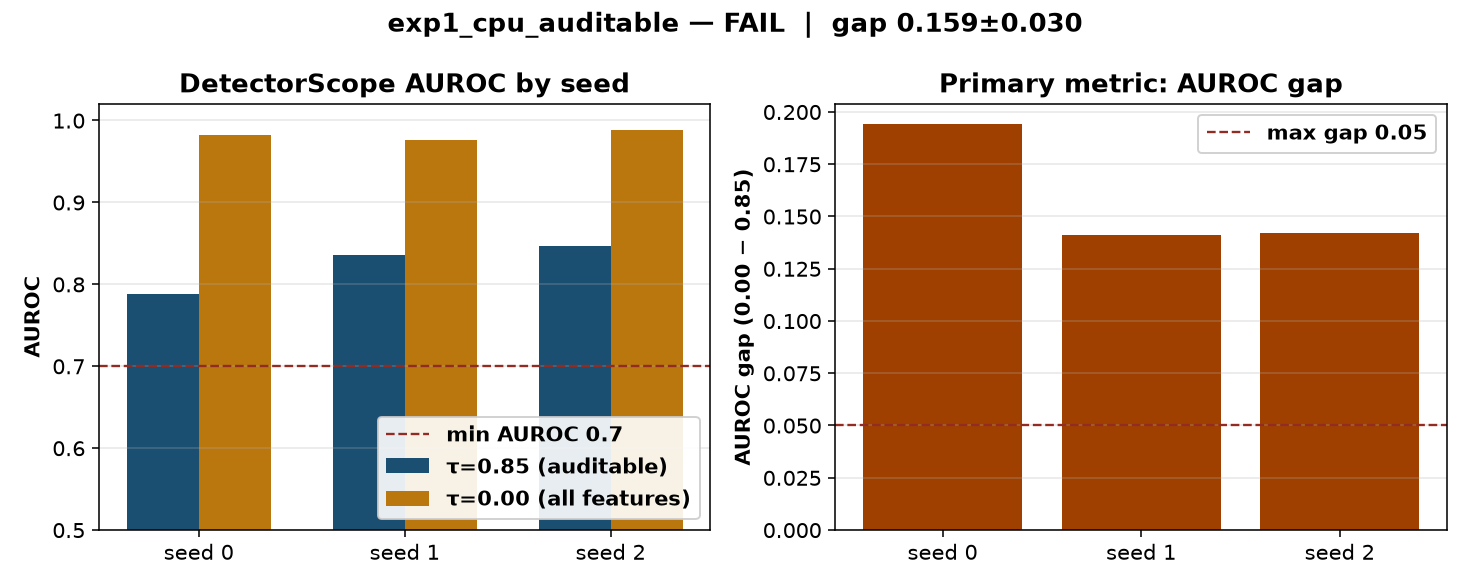 exp1_cpu_auditable — FAIL | gap 0.159±0.030
DetectorScope AUROC by seed
AUROC
1.0
0.9
0.8
0.7
0.6
0.5
min AUROC 0.7
τ=0.85 (auditable)
τ=0.00 (all features)
seed 0
seed 1
seed 2
Primary metric: AUROC gap
AUROC gap (0.00 − 0.85)
0.200
0.175
0.150
0.125
0.100
0.075
0.050
0.025
0.000
max gap 0.05
seed 0
seed 1
seed 2